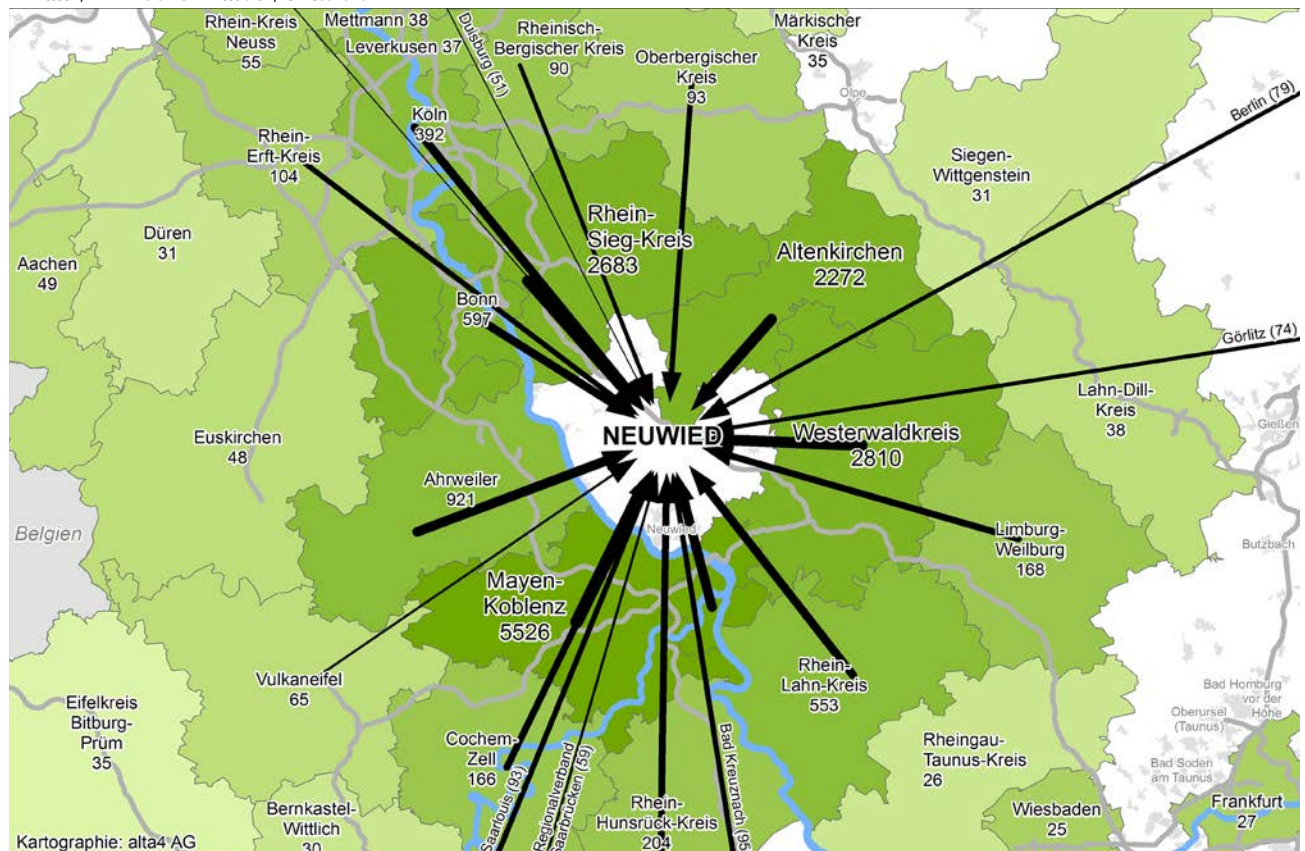 Rhein-Kreis
Neuss
55
Mettmann 38
Leverkusen 37
Duisburg (51)
Rheinisch-
Bergischer Kreis
90
Oberbergischer
Kreis
93
Märkischer
Kreis
35
Olpe
Berlin (79)
Köln
392
Rhein-
Erft-Kreis
104
Siegen-
Wittgenstein
31
Düren
31
Aachen
49
Rhein-
Sieg-Kreis
2683
Altenkirchen
2272
Bonn
597
Görlitz (74)
Lahn-Dill-
Kreis
38
Gießen
Euskirchen
48
NEUWIED
Westerwaldkreis
2810
Ahrweiler
921
Belgien
Neuwied
Limburg-
Weilburg
168
Butzbach
Mayen-
Koblenz
5526
Vulkaneifel
65
Rhein-
Lahn-Kreis
553
Eifelkreis
Bitburg-
Prüm
35
Bad Homburg
vor der
Höhe
Oberursel
(Taunus)
Cochem-
Zell
166
Saarlouis (93)
Regionalverband
Saarbrücken (59)
Bad Kreuznach (95
Rheingau-
Taunus-Kreis
26
Bad Soden
am Taunus
Bernkastel-
Wittlich
30
Rhein-
Hunsrück-Kreis
204
Wiesbaden
25
Frankfurt
27
Kartographie: alta4 AG